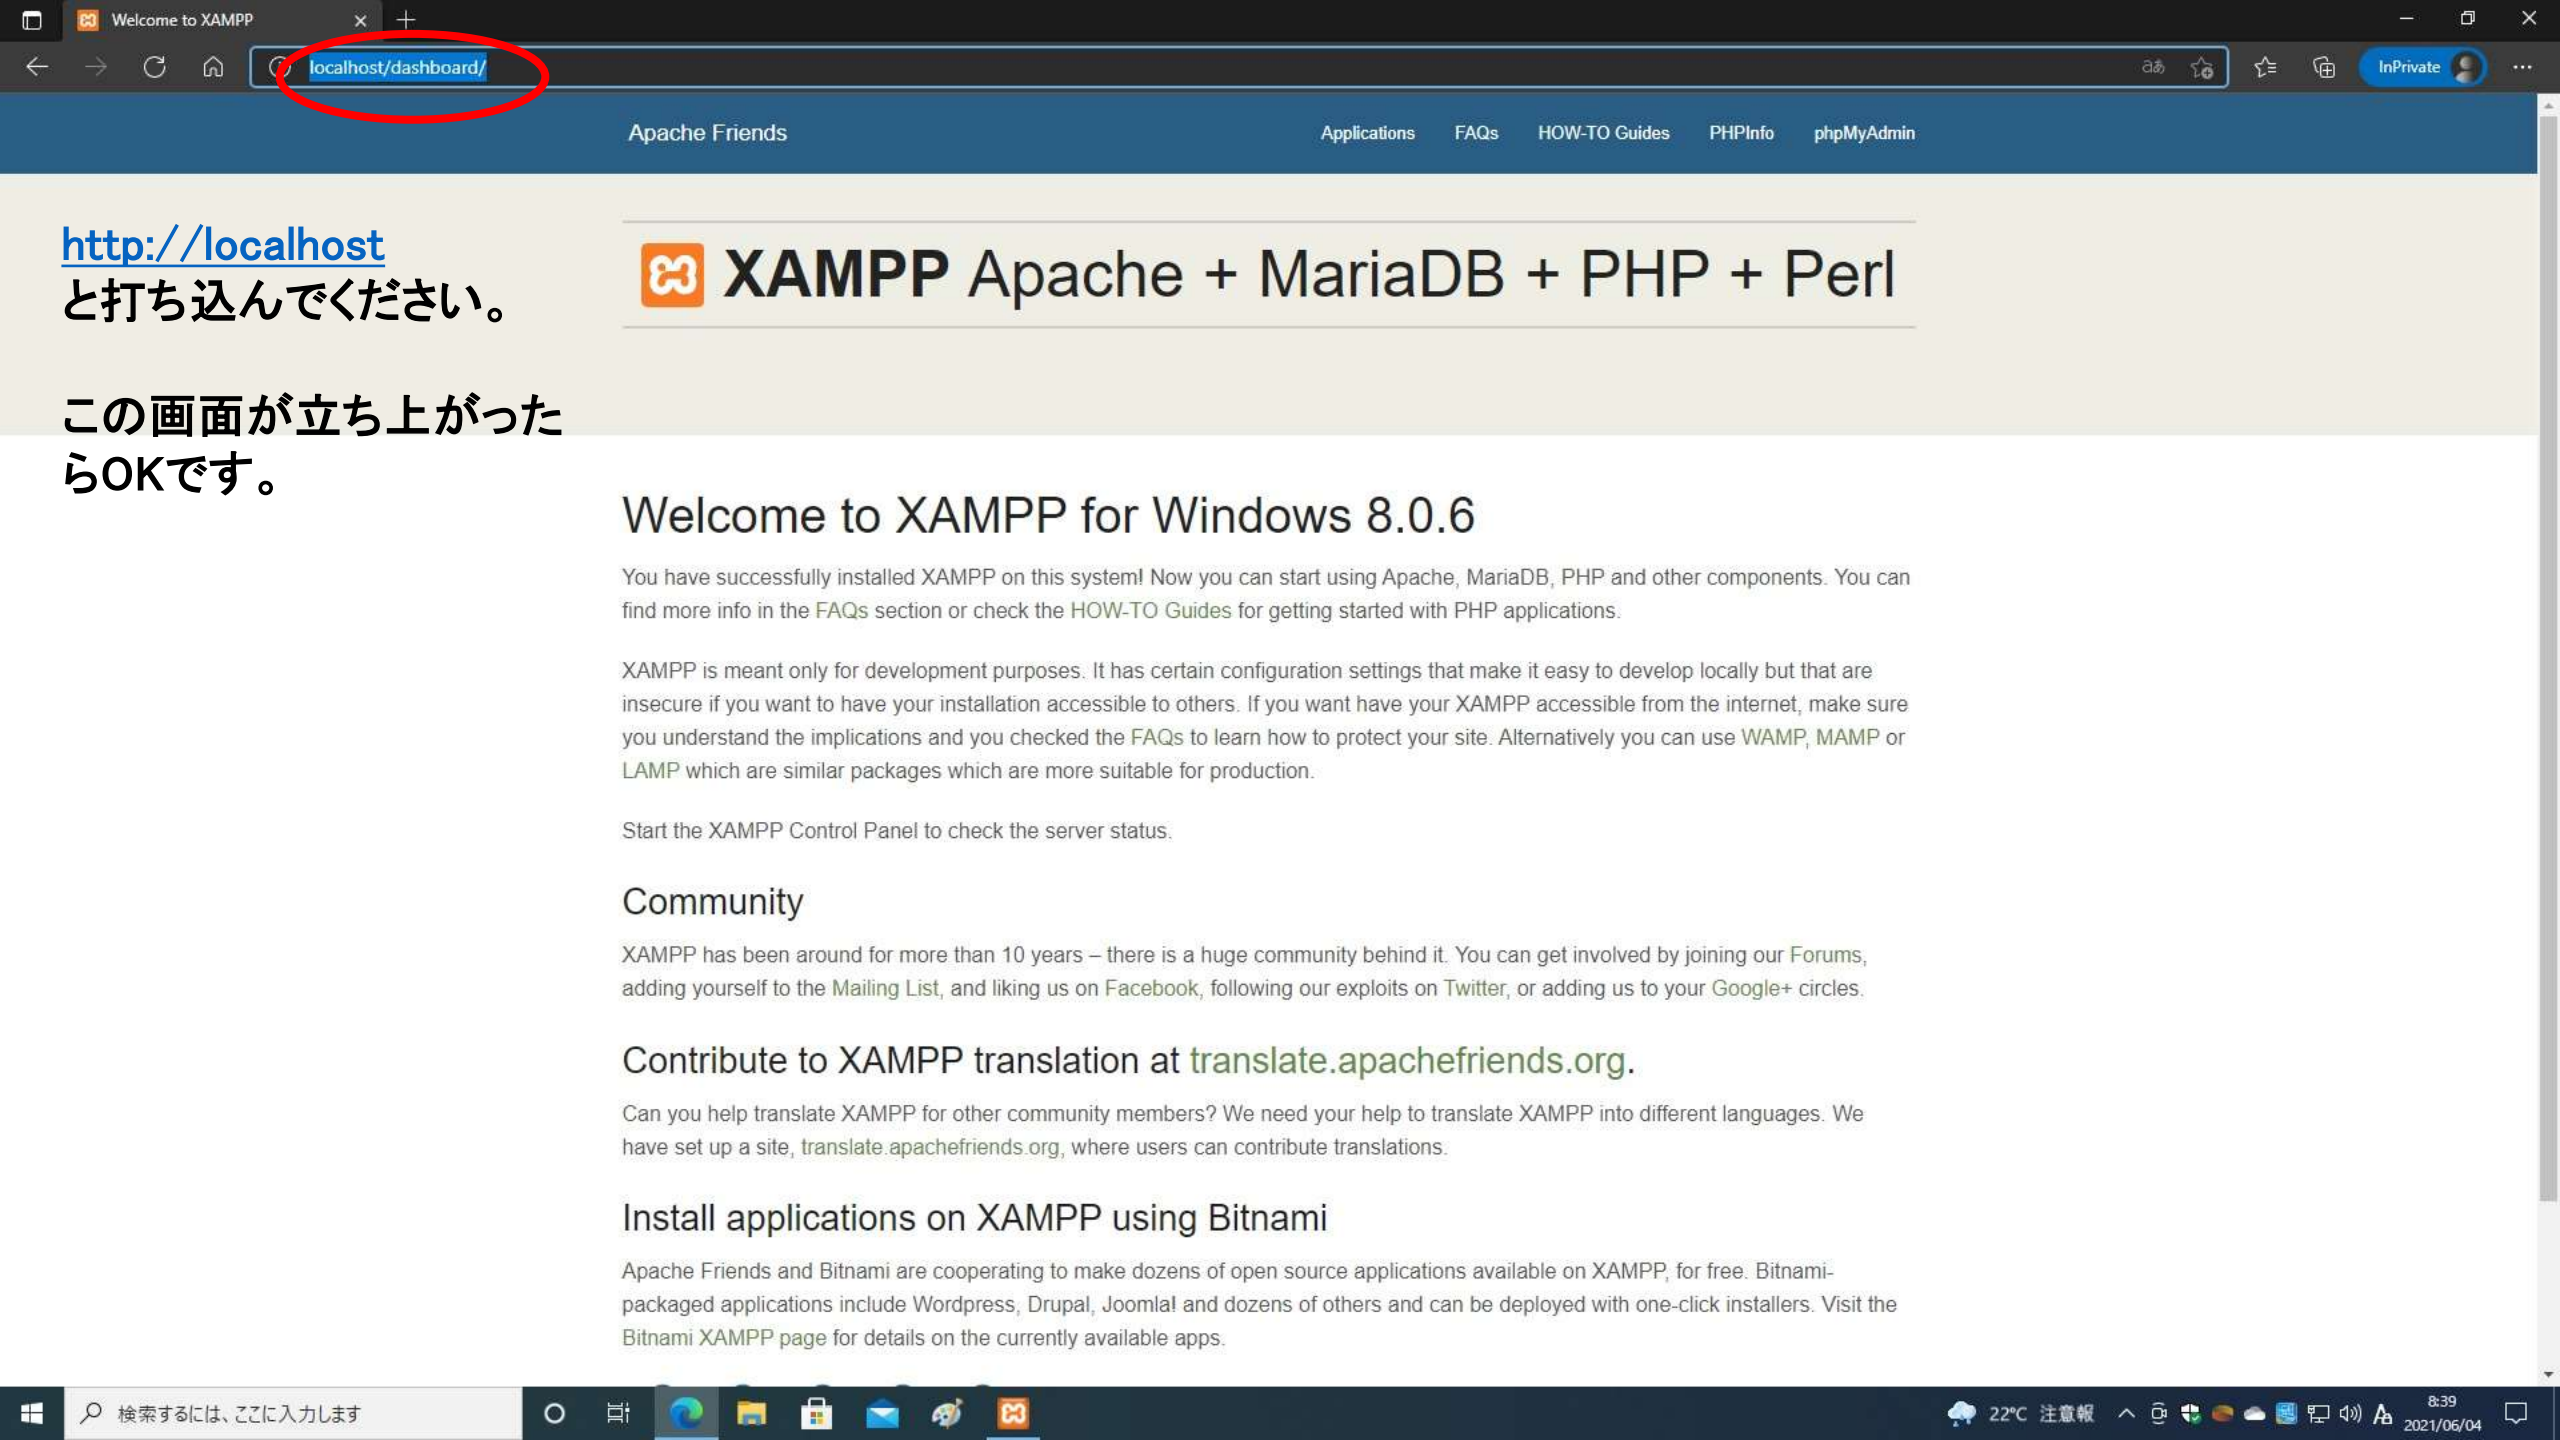 Welcome to XAMPP
localhost/dashboard/
aあ
InPrivate
Apache Friends
Applications FAQs HOW-TO Guides PHPInfo phpMyAdmin
http://localhost
と打ち込んでください。
この画面が立ち上がった
らOKです。
XAMPP Apache + MariaDB + PHP + Perl
Welcome to XAMPP for Windows 8.0.6
You have successfully installed XAMPP on this system! Now you can start using Apache, MariaDB, PHP and other components. You can
find more info in the FAQs section or check the HOW-TO Guides for getting started with PHP applications.
XAMPP is meant only for development purposes. It has certain configuration settings that make it easy to develop locally but that are
insecure if you want to have your installation accessible to others. If you want have your XAMPP accessible from the internet, make sure
you understand the implications and you checked the FAQs to learn how to protect your site. Alternatively you can use WAMP, MAMP or
LAMP which are similar packages which are more suitable for production.
Start the XAMPP Control Panel to check the server status.
Community
XAMPP has been around for more than 10 years – there is a huge community behind it. You can get involved by joining our Forums,
adding yourself to the Mailing List, and liking us on Facebook, following our exploits on Twitter, or adding us to your Google+ circles.
Contribute to XAMPP translation at translate.apachefriends.org.
Can you help translate XAMPP for other community members? We need your help to translate XAMPP into different languages. We
have set up a site, translate.apachefriends.org, where users can contribute translations.
Install applications on XAMPP using Bitnami
Apache Friends and Bitnami are cooperating to make dozens of open source applications available on XAMPP, for free. Bitnami-
packaged applications include Wordpress, Drupal, Joomla! and dozens of others and can be deployed with one-click installers. Visit the
Bitnami XAMPP page for details on the currently available apps.
検索するには、ここに入力します
22°C 注意報
A
8:39
2021/06/04